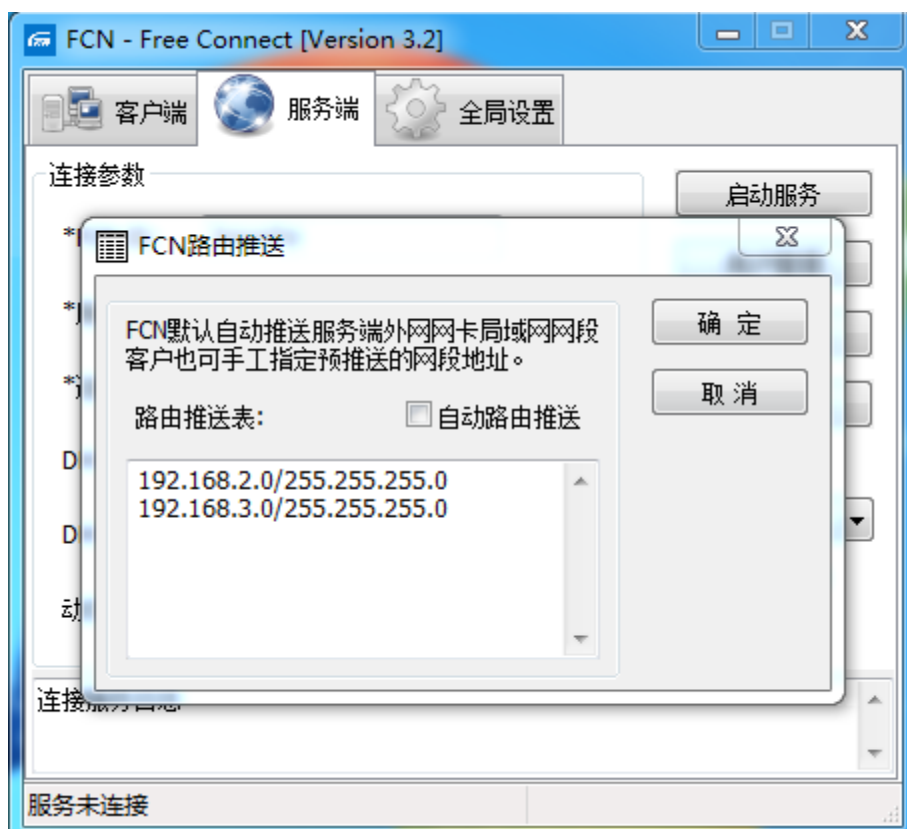 FCN - Free Connect [Version 3.2]
客户端
服务端
全局设置
连接参数
启动服务
FCN路由推送
FCN默认自动推送服务端外网网卡局域网网段
客户也可手工指定预推送的网段地址。
确 定
取 消
路由推送表:
自动路由推送
192.168.2.0/255.255.255.0
192.168.3.0/255.255.255.0
服务未连接